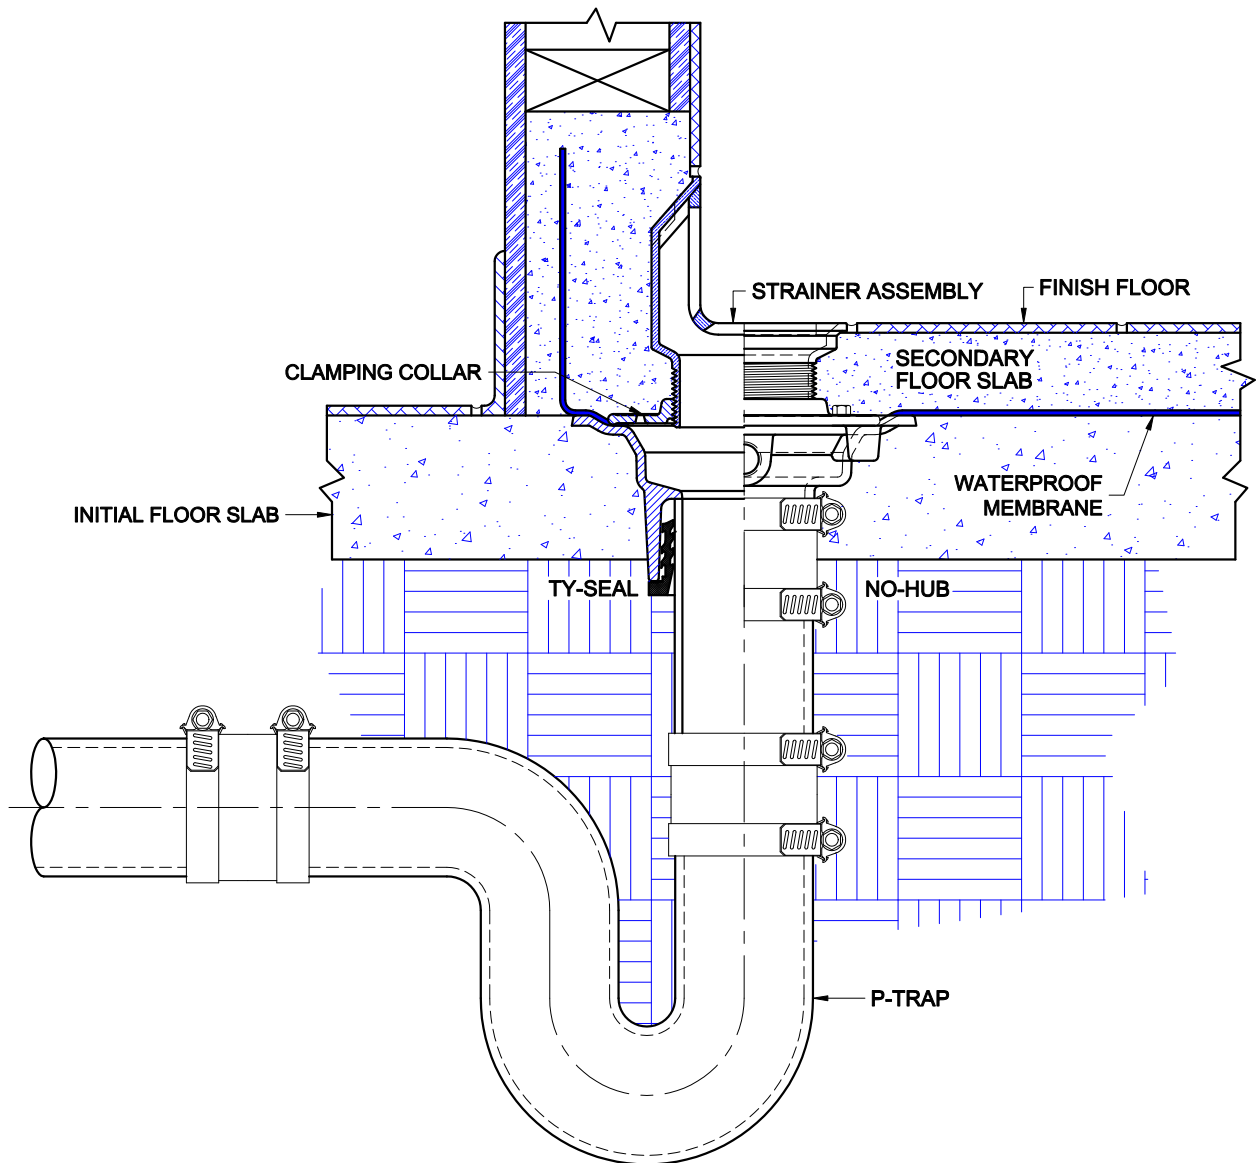 STRAINER ASSEMBLY
FINISH FLOOR
CLAMPING COLLAR
SECONDARY
FLOOR SLAB
WATERPROOF
MEMBRANE
INITIAL FLOOR SLAB
TY-SEAL
NO-HUB
P-TRAP